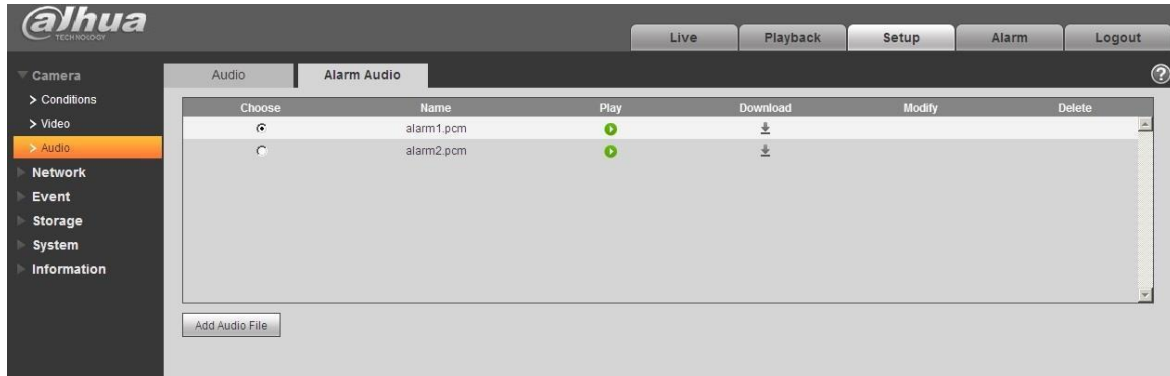 alhua
TECHNOLOGY
Live Playback Setup Alarm Logout
Camera
Conditions
Video
Audio
Network
Event
Storage
System
Information
Audio Alarm Audio
Choose Name Play Download Modify Delete
alarm1.pcm
alarm2.pcm
Add Audio File